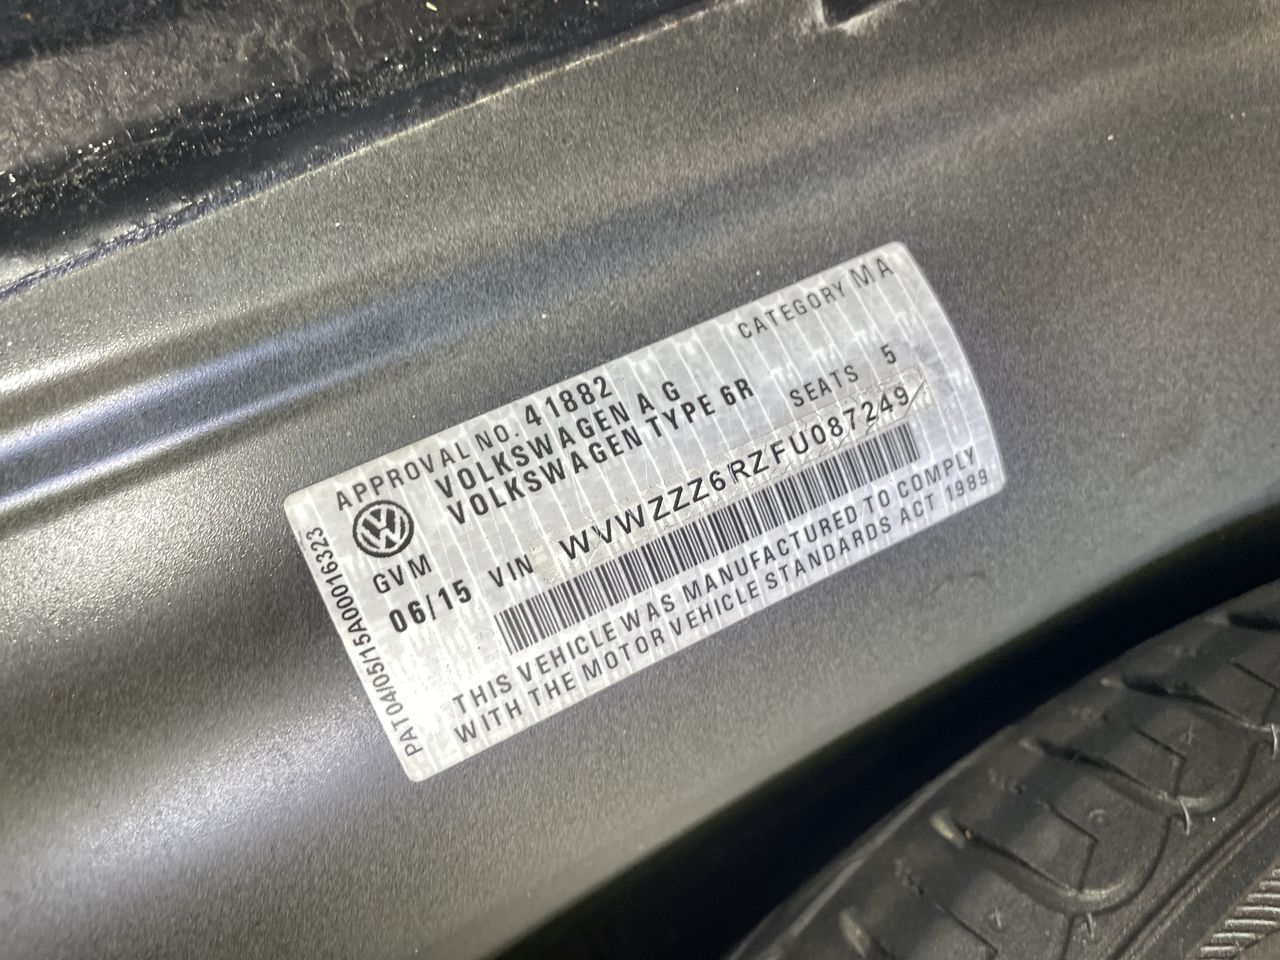 APPROVAL NO. 41882 CATEGORY MA
VOLKSWAGEN AG
VOLKSWAGEN TYPE 6R SEATS 5
GVM
06/15 VIN WVWZZZ6RZFU087249
THIS VEHICLE WAS MANUFACTURED TO COMPLY
WITH THE MOTOR VEHICLE STANDARDS ACT 1989
PAT04/05/15A00016323